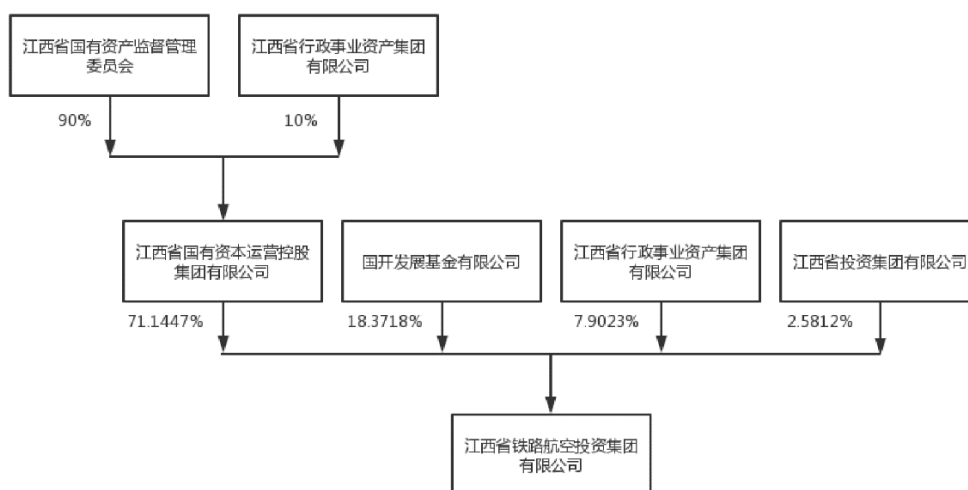 江西省国有资产监督管理
委员会
江西省行政事业资产集团
有限公司
90%
10%
江西省国有资本运营控股
集团有限公司
国开发展基金有限公司
江西省行政事业资产集团
有限公司
江西省投资集团有限公司
71.1447%
18.3718%
7.9023%
2.5812%
江西省铁路航空投资集团
有限公司